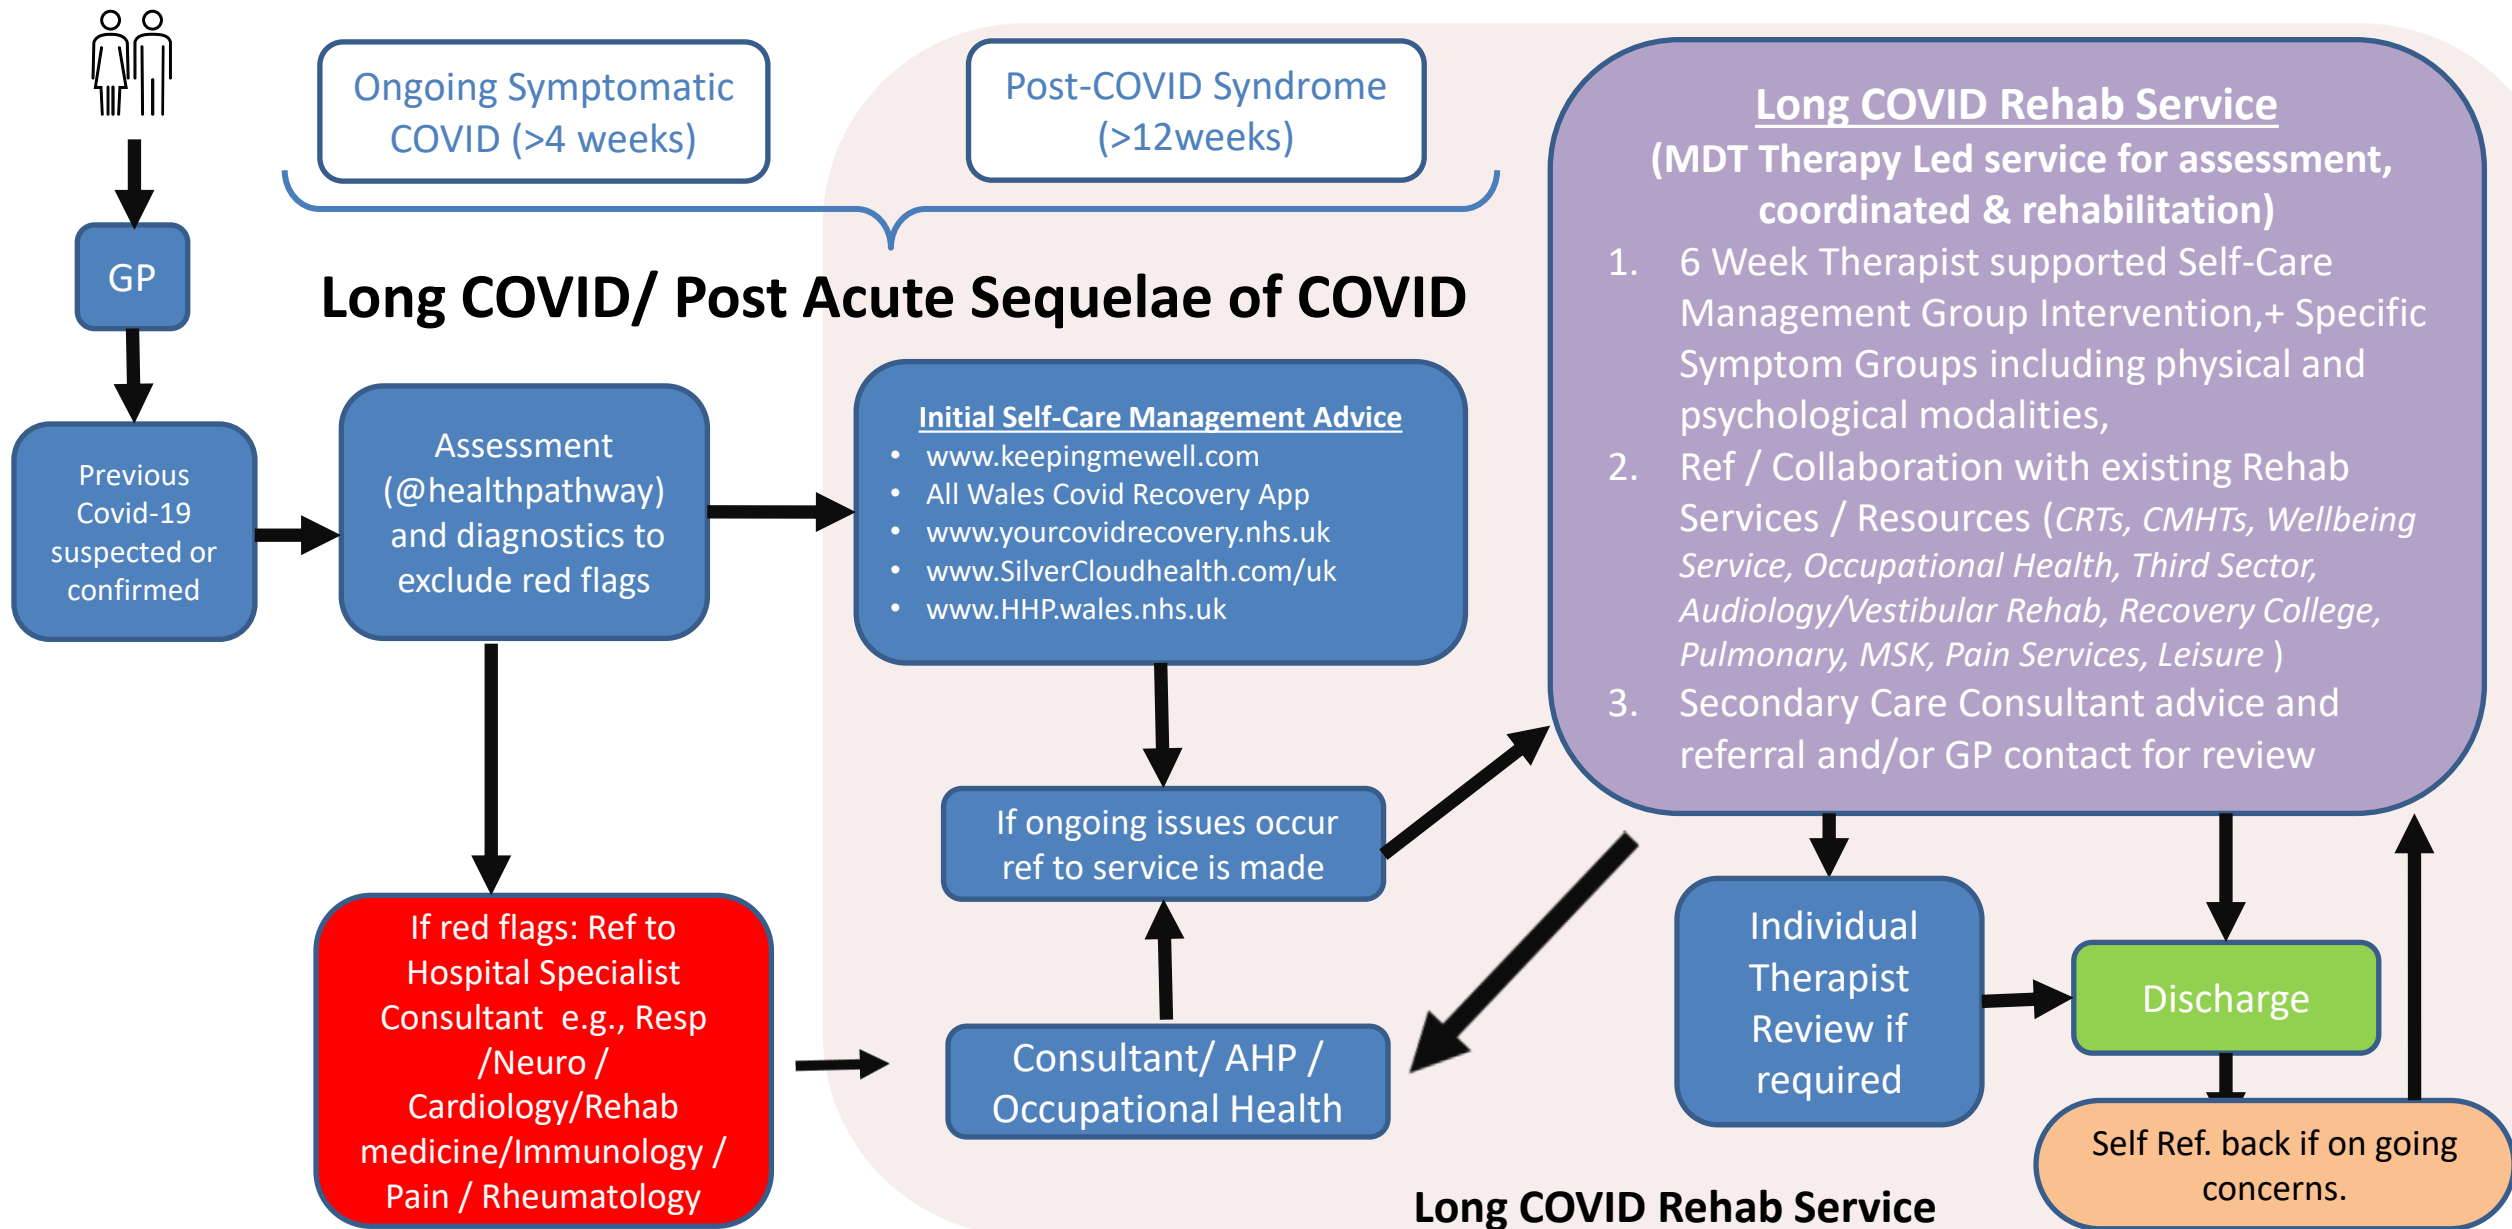 Ongoing Symptomatic
COVID (>4 weeks)
Post-COVID Syndrome
(>12weeks)
GP
Long COVID/ Post Acute Sequelae of COVID
Previous
Covid-19
suspected or
confirmed
Assessment
(@healthpathway)
and diagnostics to
exclude red flags
Initial Self-Care Management Advice
• www.keepingmewell.com
• All Wales Covid Recovery App
• www.yourcovidrecovery.nhs.uk
• www.SilverCloudhealth.com/uk
• www.HHP.wales.nhs.uk
If red flags: Ref to
Hospital Specialist
Consultant e.g., Resp
/Neuro /
Cardiology/Rehab
medicine/Immunology /
Pain / Rheumatology
If ongoing issues occur
ref to service is made
Consultant/ AHP /
Occupational Health
Long COVID Rehab Service
(MDT Therapy Led service for assessment,
coordinated & rehabilitation)
1. 6 Week Therapist supported Self-Care
Management Group Intervention,+ Specific
Symptom Groups including physical and
psychological modalities,
2. Ref / Collaboration with existing Rehab
Services / Resources (CRTs, CMHTs, Wellbeing
Service, Occupational Health, Third Sector,
Audiology/Vestibular Rehab, Recovery College,
Pulmonary, MSK, Pain Services, Leisure )
3. Secondary Care Consultant advice and
referral and/or GP contact for review
Individual
Therapist
Review if
required
Discharge
Self Ref. back if on going
concerns.
Long COVID Rehab Service